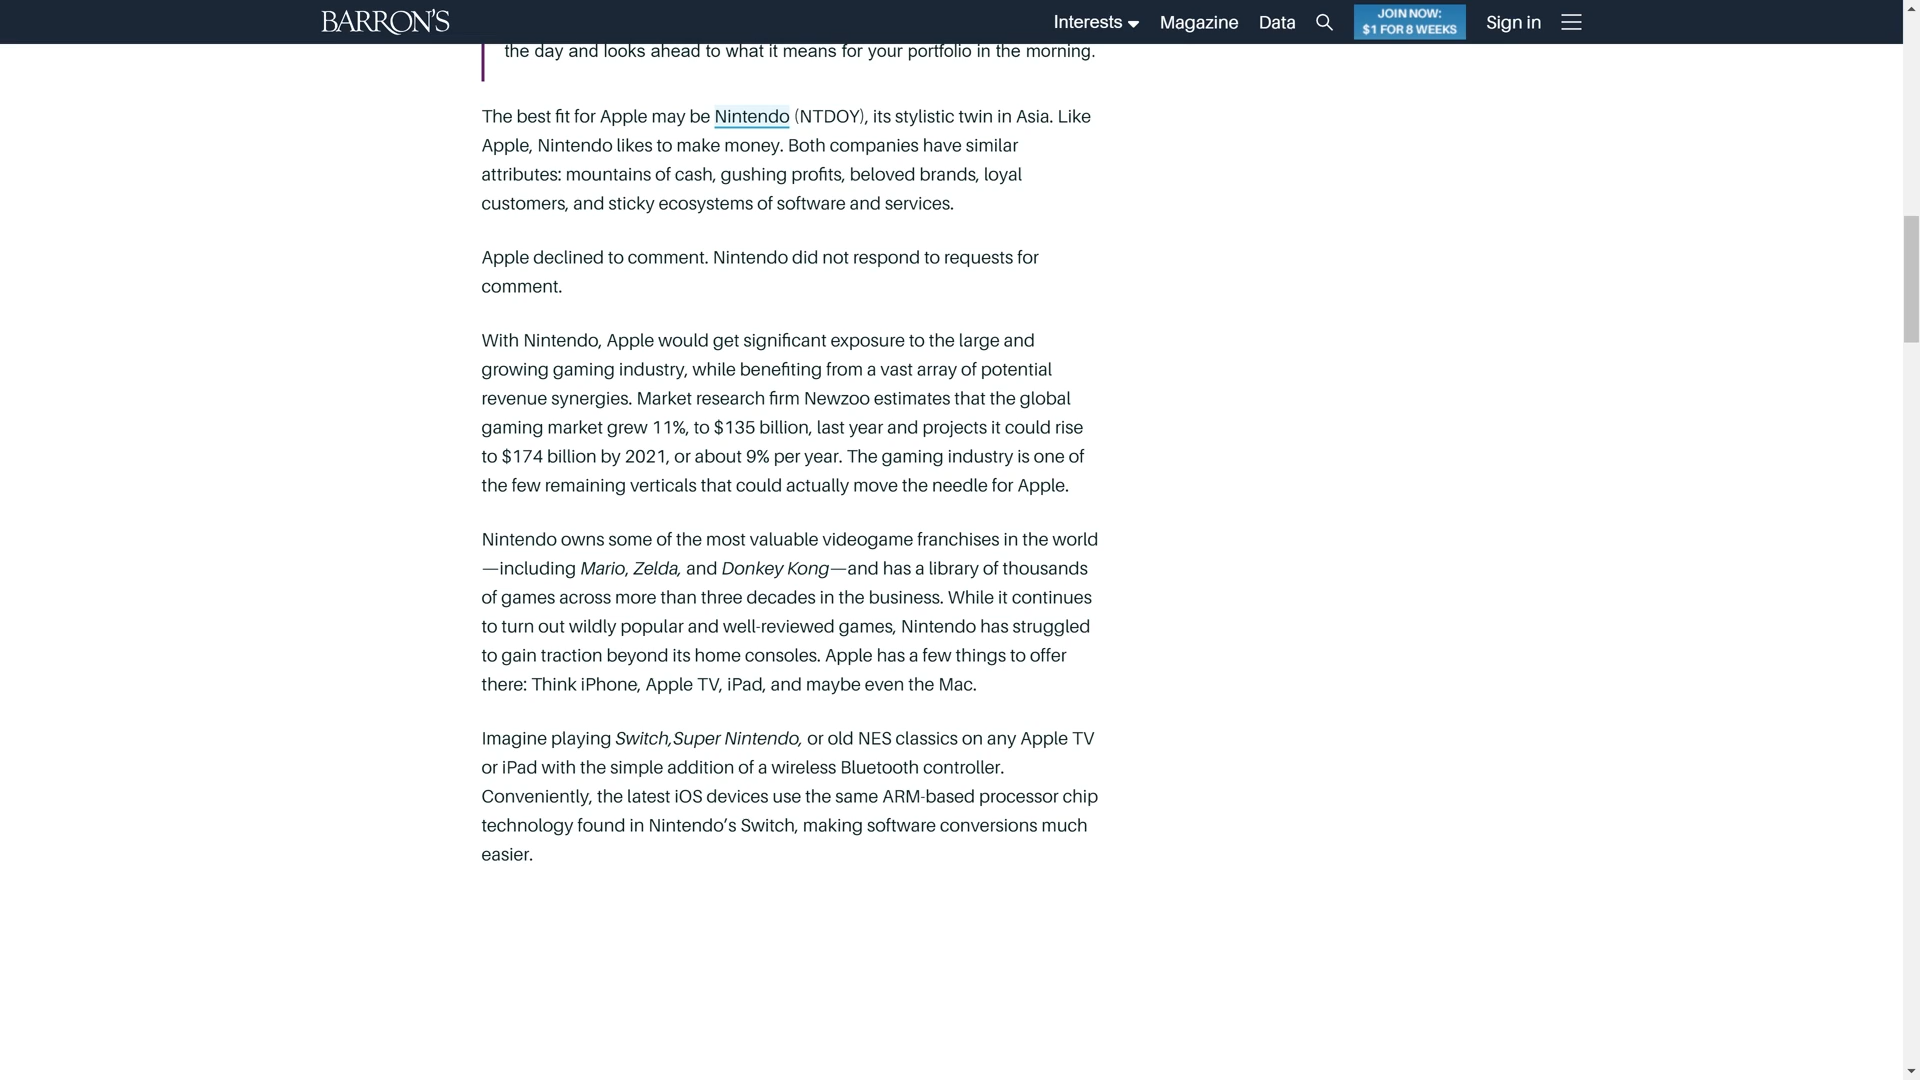 BARRON'S
Interests Magazine Data JOIN NOW: $1 FOR 8 WEEKS Sign in
the day and looks ahead to what it means for your portfolio in the morning.
The best fit for Apple may be Nintendo (NTDOY), its stylistic twin in Asia. Like
Apple, Nintendo likes to make money. Both companies have similar
attributes: mountains of cash, gushing profits, beloved brands, loyal
customers, and sticky ecosystems of software and services.
Apple declined to comment. Nintendo did not respond to requests for
comment.
With Nintendo, Apple would get significant exposure to the large and
growing gaming industry, while benefiting from a vast array of potential
revenue synergies. Market research firm Newzoo estimates that the global
gaming market grew 11%, to $135 billion, last year and projects it could rise
to $174 billion by 2021, or about 9% per year. The gaming industry is one of
the few remaining verticals that could actually move the needle for Apple.
Nintendo owns some of the most valuable videogame franchises in the world
—including Mario, Zelda, and Donkey Kong—and has a library of thousands
of games across more than three decades in the business. While it continues
to turn out wildly popular and well-reviewed games, Nintendo has struggled
to gain traction beyond its home consoles. Apple has a few things to offer
there: Think iPhone, Apple TV, iPad, and maybe even the Mac.
Imagine playing Switch,Super Nintendo, or old NES classics on any Apple TV
or iPad with the simple addition of a wireless Bluetooth controller.
Conveniently, the latest iOS devices use the same ARM-based processor chip
technology found in Nintendo’s Switch, making software conversions much
easier.